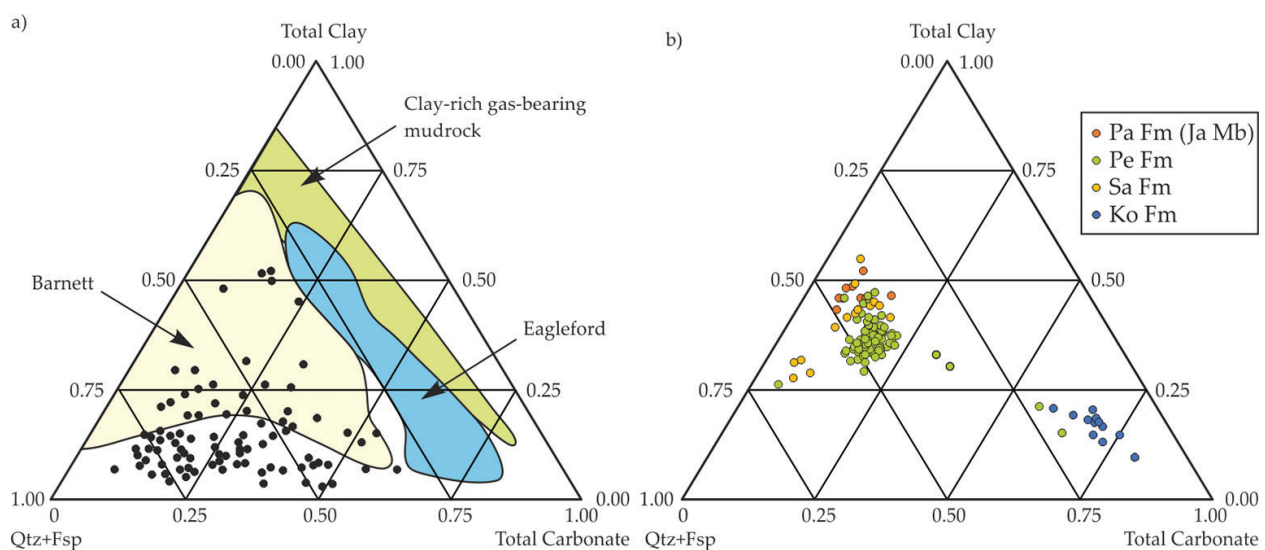 a)
Total Clay
0.00 1.00
Clay-rich gas-bearing
mudrock
0.25 0.75
Barnett
0.50 0.50
Eagleford
0.75 0.25
1.00 0.00
0 0.25 0.50 0.75 1.00
Qtz+Fsp Total Carbonate
b)
Total Clay
0.00 1.00
Pa Fm (Ja Mb)
Pe Fm
Sa Fm
Ko Fm
0.25 0.75
0.50 0.50
0.75 0.25
1.00 0.00
0 0.25 0.50 0.75 1.00
Qtz+Fsp Total Carbonate